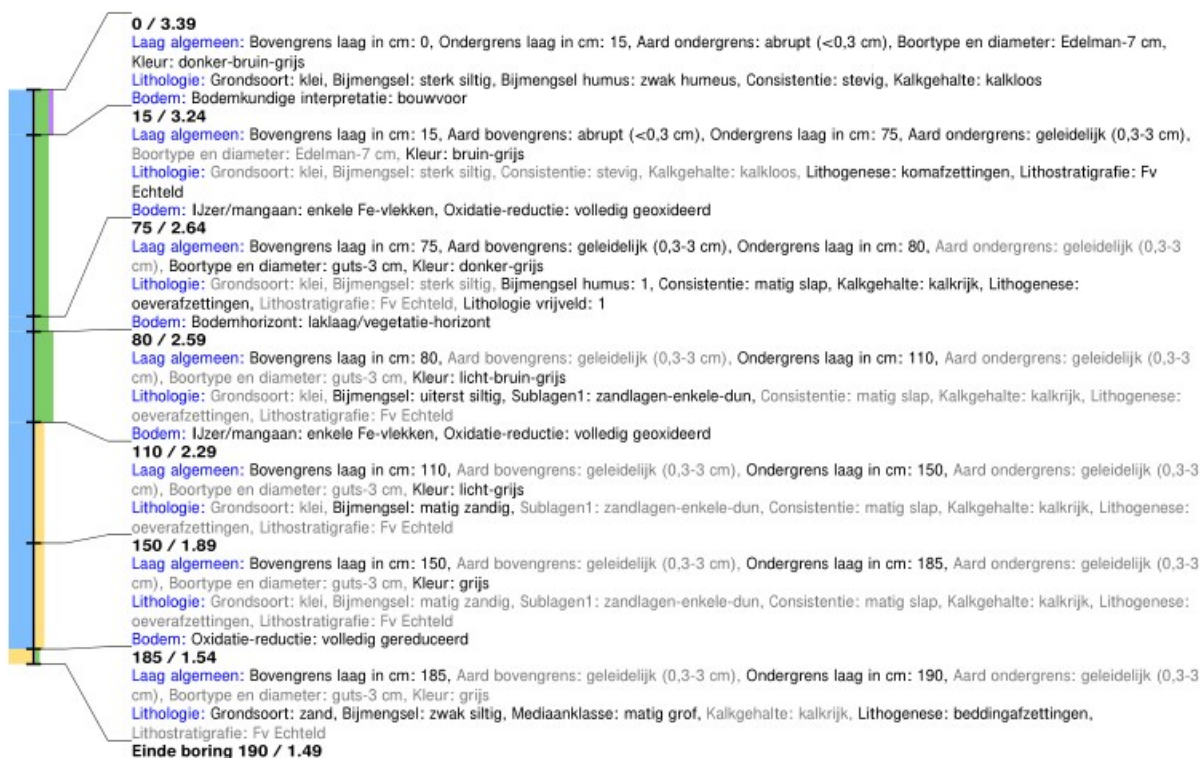 0 / 3.39
Laag algemeen: Bovengrens laag in cm: 0, Ondergrens laag in cm: 15, Aard ondergrens: abrupt (<0,3 cm), Boortype en diameter: Edelman-7 cm,
Kleur: donker-bruin-grijs
Lithologie: Grondsoort: klei, Bijmengsel: sterk siltig, Bijmengsel humus: zwak humeus, Consistentie: stevig, Kalkgehalte: kalkloos
Bodem: Bodemkundige interpretatie: bouwvoor
15 / 3.24
Laag algemeen: Bovengrens laag in cm: 15, Aard bovengrens: abrupt (<0,3 cm), Ondergrens laag in cm: 75, Aard ondergrens: geleidelijk (0,3-3 cm),
Boortype en diameter: Edelman-7 cm, Kleur: bruin-grijs
Lithologie: Grondsoort: klei, Bijmengsel: sterk siltig, Consistentie: stevig, Kalkgehalte: kalkloos, Lithogenese: komafzettingen, Lithostratigrafie: Fv
Echteld
Bodem: IJzer/mangaan: enkele Fe-vlekken, Oxidatie-reductie: volledig geoxideerd
75 / 2.64
Laag algemeen: Bovengrens laag in cm: 75, Aard bovengrens: geleidelijk (0,3-3 cm), Ondergrens laag in cm: 80, Aard ondergrens: geleidelijk (0,3-3
cm), Boortype en diameter: guts-3 cm, Kleur: donker-grijs
Lithologie: Grondsoort: klei, Bijmengsel: sterk siltig, Bijmengsel humus: 1, Consistentie: matig slap, Kalkgehalte: kalkrijk, Lithogenese:
oeverafzettingen, Lithostratigrafie: Fv Echteld, Lithologie vrijveld: 1
Bodem: Bodemhorizont: laklaag/vegetatie-horizont
80 / 2.59
Laag algemeen: Bovengrens laag in cm: 80, Aard bovengrens: geleidelijk (0,3-3 cm), Ondergrens laag in cm: 110, Aard ondergrens: geleidelijk (0,3-3
cm), Boortype en diameter: guts-3 cm, Kleur: licht-bruin-grijs
Lithologie: Grondsoort: klei, Bijmengsel: uiterst siltig, Sublagen1: zandlagen-enkele-dun, Consistentie: matig slap, Kalkgehalte: kalkrijk, Lithogenese:
oeverafzettingen, Lithostratigrafie: Fv Echteld
Bodem: IJzer/mangaan: enkele Fe-vlekken, Oxidatie-reductie: volledig geoxideerd
110 / 2.29
Laag algemeen: Bovengrens laag in cm: 110, Aard bovengrens: geleidelijk (0,3-3 cm), Ondergrens laag in cm: 150, Aard ondergrens: geleidelijk (0,3-3
cm), Boortype en diameter: guts-3 cm, Kleur: licht-grijs
Lithologie: Grondsoort: klei, Bijmengsel: matig zandig, Sublagen1: zandlagen-enkele-dun, Consistentie: matig slap, Kalkgehalte: kalkrijk, Lithogenese:
oeverafzettingen, Lithostratigrafie: Fv Echteld
150 / 1.89
Laag algemeen: Bovengrens laag in cm: 150, Aard bovengrens: geleidelijk (0,3-3 cm), Ondergrens laag in cm: 185, Aard ondergrens: geleidelijk (0,3-3
cm), Boortype en diameter: guts-3 cm, Kleur: grijs
Lithologie: Grondsoort: klei, Bijmengsel: matig zandig, Sublagen1: zandlagen-enkele-dun, Consistentie: matig slap, Kalkgehalte: kalkrijk, Lithogenese:
oeverafzettingen, Lithostratigrafie: Fv Echteld
Bodem: Oxidatie-reductie: volledig gereduceerd
185 / 1.54
Laag algemeen: Bovengrens laag in cm: 185, Aard bovengrens: geleidelijk (0,3-3 cm), Ondergrens laag in cm: 190, Aard ondergrens: geleidelijk (0,3-3
cm), Boortype en diameter: guts-3 cm, Kleur: grijs
Lithologie: Grondsoort: zand, Bijmengsel: zwak siltig, Mediaanklasse: matig grof, Kalkgehalte: kalkrijk, Lithogenese: beddingafzettingen,
Lithostratigrafie: Fv Echteld
Einde boring 190 / 1.49